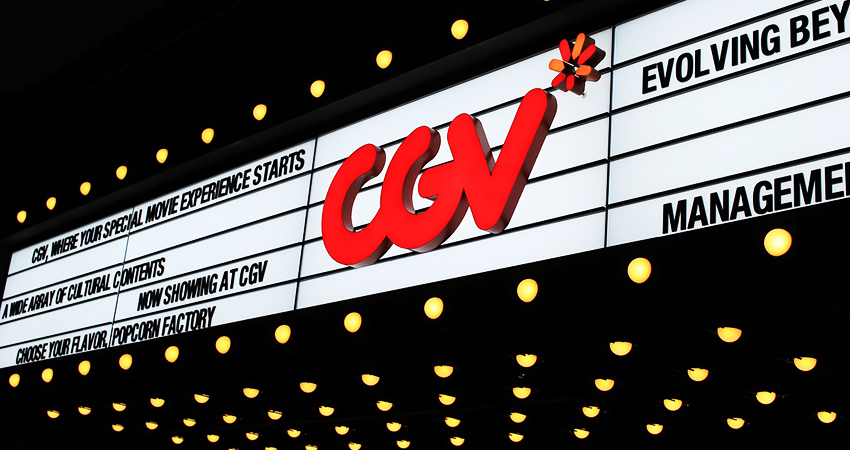 CGV, WHERE YOUR SPECIAL MOVIE EXPERIENCE STARTS
A WIDE ARRAY OF CULTURAL CONTENTS
NOW SHOWING AT CGV
CHOOSE YOUR FLAVOR, POPCORN FACTORY
CGV
EVOLVING BEY
MANAGEME